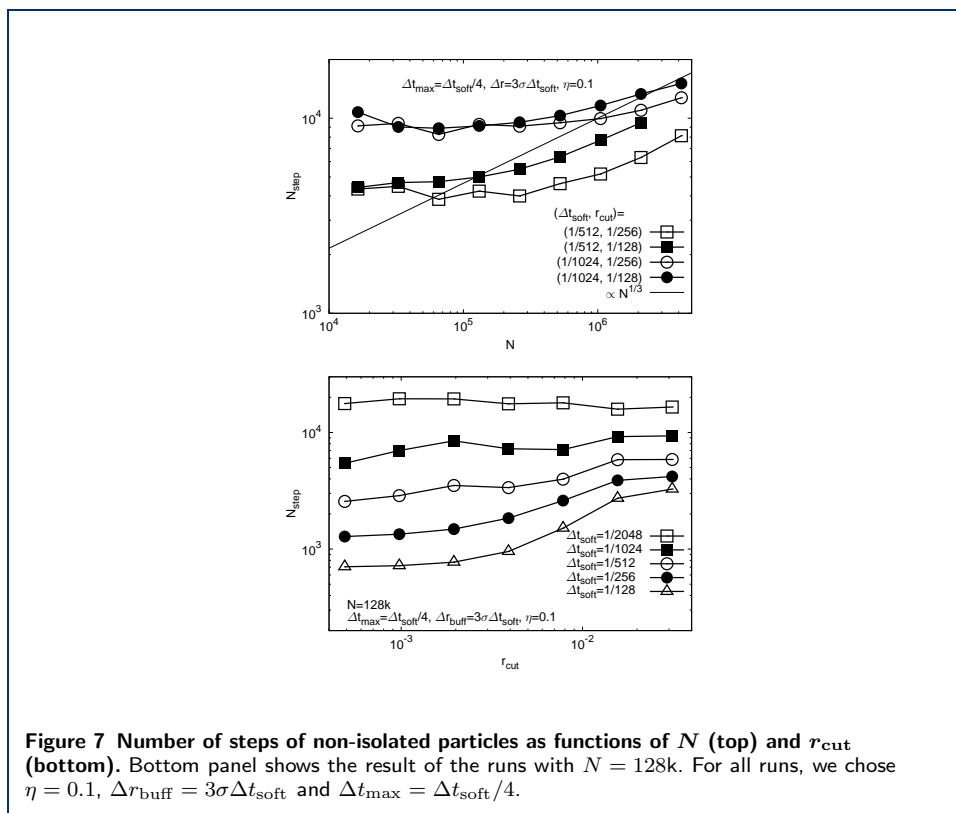 Δt_max=Δt_soft/4, Δr=3σΔt_soft, η=0.1
10^4
10^3
N_step
(Δt_soft, r_cut)=
(1/512, 1/256)
(1/512, 1/128)
(1/1024, 1/256)
(1/1024, 1/128)
∝ N^{1/3}
10^4 10^5 10^6
N
10^4
10^3
N_step
Δt_soft=1/2048
Δt_soft=1/1024
Δt_soft=1/512
Δt_soft=1/256
Δt_soft=1/128
N=128k
Δt_max=Δt_soft/4, Δr_buff=3σΔt_soft, η=0.1
10^{-3} 10^{-2}
r_cut
Figure 7 Number of steps of non-isolated particles as functions of N (top) and r_cut
(bottom). Bottom panel shows the result of the runs with N = 128k. For all runs, we chose
η = 0.1, Δr_buff = 3σΔt_soft and Δt_max = Δt_soft/4.